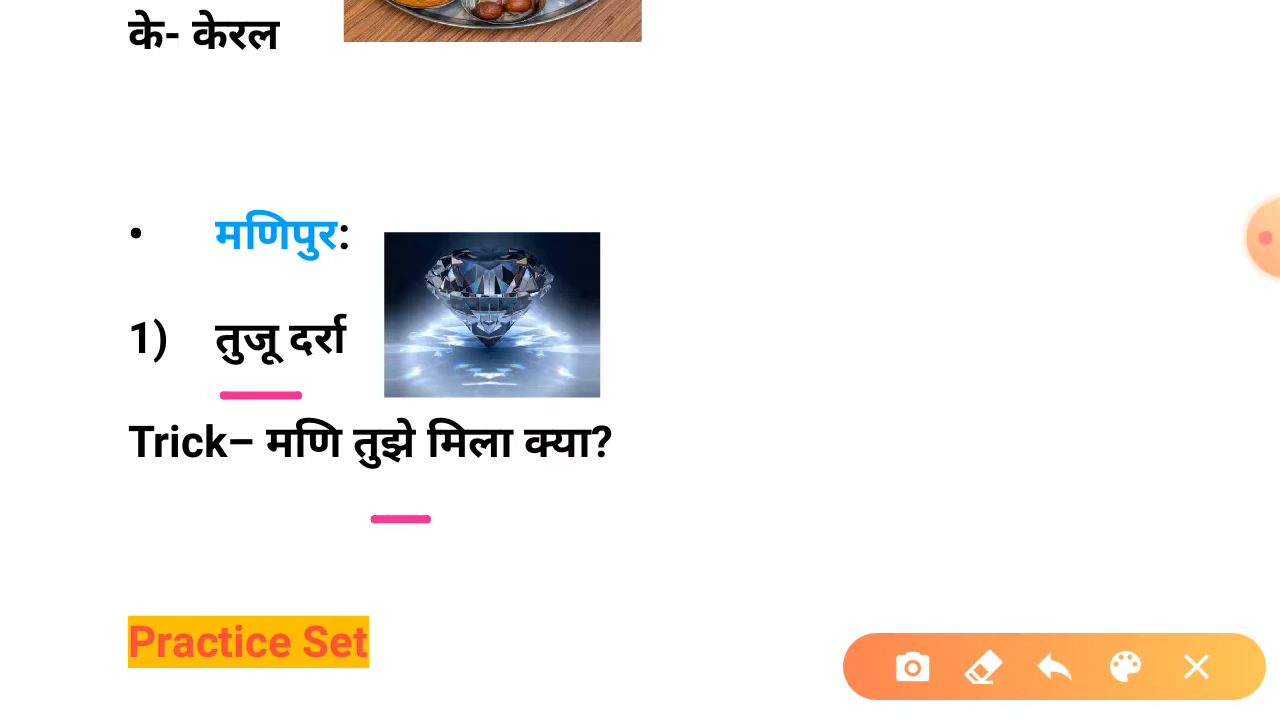 के- केरल
• मणिपुर:
1) तुजू दर्रा
Trick– मणि तुझे मिला क्या?
Practice Set